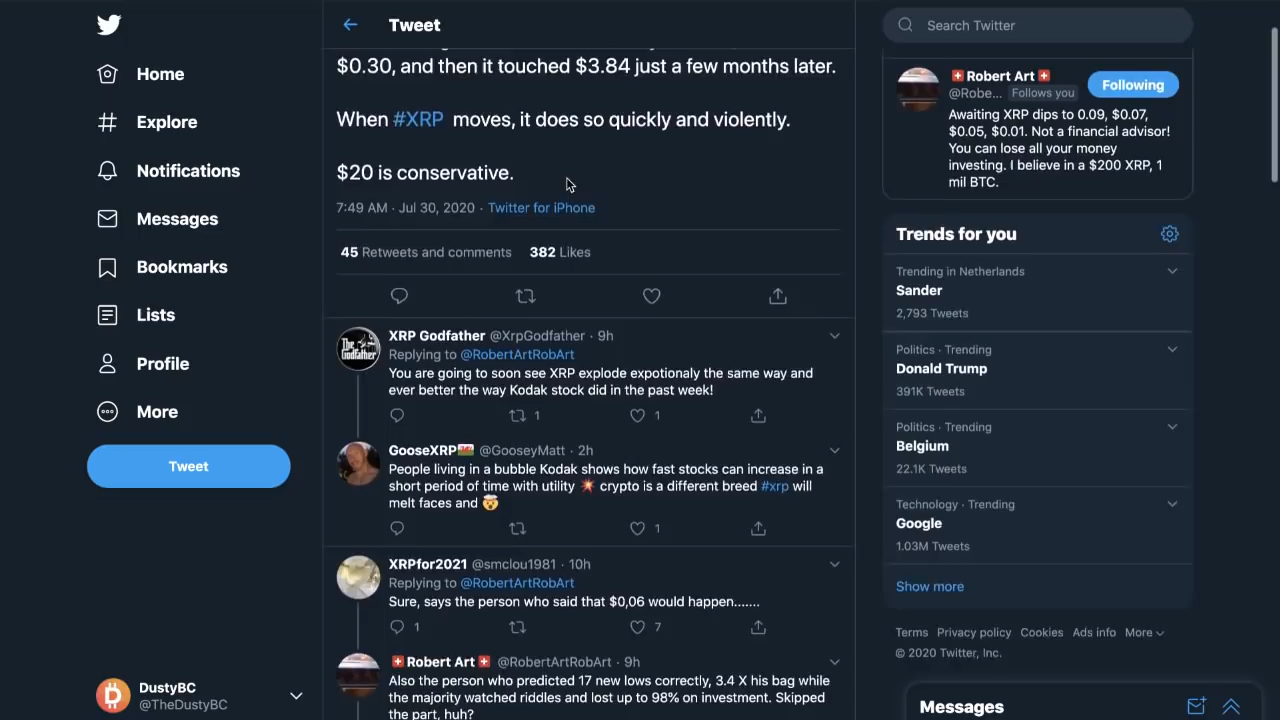 Home
Explore
Notifications
Messages
Bookmarks
Lists
Profile
More
Tweet
DustyBC
@TheDustyBC
Tweet
$0.30, and then it touched $3.84 just a few months later.
When #XRP moves, it does so quickly and violently.
$20 is conservative.
7:49 AM · Jul 30, 2020 · Twitter for iPhone
45 Retweets and comments 382 Likes
XRP Godfather @XrpGodfather · 9h
Replying to @RobertArtRobArt
You are going to soon see XRP explode expotionaly the same way and
ever better the way Kodak stock did in the past week!
1 1
The Godfather
GooseXRP @GooseyMatt · 2h
People living in a bubble Kodak shows how fast stocks can increase in a
short period of time with utility 💥 crypto is a different breed #xrp will
melt faces and 🤯
1
XRPfor2021 @smclou1981 · 10h
Replying to @RobertArtRobArt
Sure, says the person who said that $0,06 would happen.......
1 7
Robert Art @RobertArtRobArt · 9h
Also the person who predicted 17 new lows correctly, 3.4 X his bag while
the majority watched riddles and lost up to 98% on investment. Skipped
the part, huh?
Search Twitter
Robert Art
@Robe... Follows you
Following
Awaiting XRP dips to 0.09, $0.07,
$0.05, $0.01. Not a financial advisor!
You can lose all your money
investing. I believe in a $200 XRP, 1
mil BTC.
Trends for you
Trending in Netherlands
Sander
2,793 Tweets
Politics · Trending
Donald Trump
391K Tweets
Politics · Trending
Belgium
22.1K Tweets
Technology · Trending
Google
1.03M Tweets
Show more
Terms Privacy policy Cookies Ads info More
© 2020 Twitter, Inc.
Messages